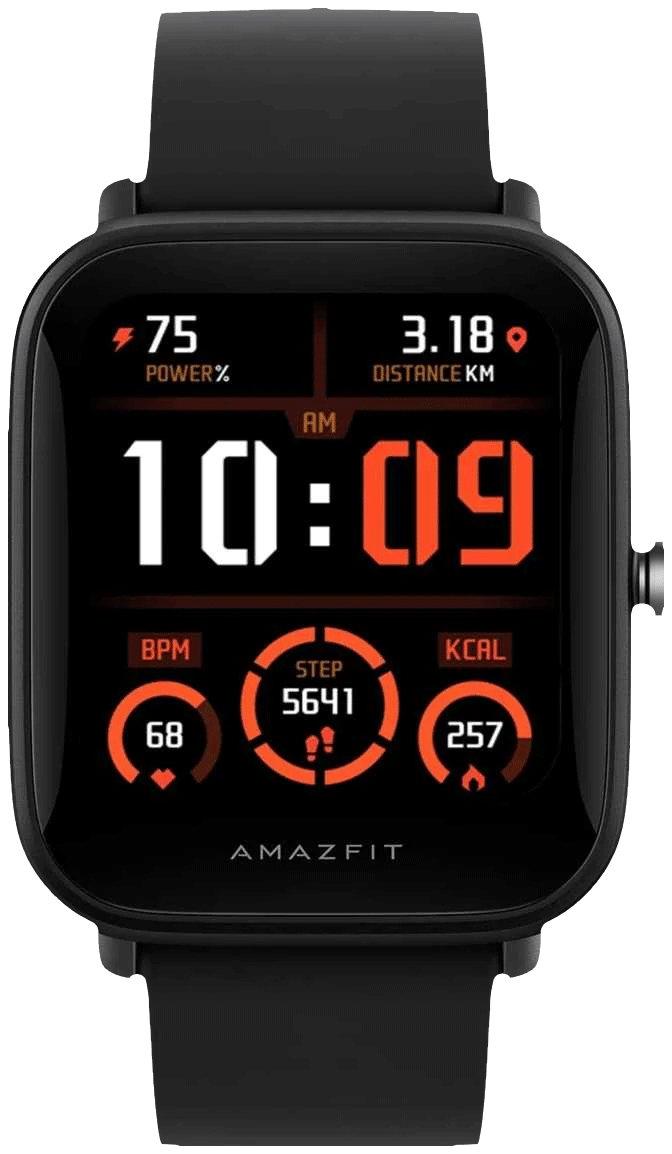 75
POWER%
3.18
DISTANCE KM
AM
10:09
BPM
68
STEP
5641
KCAL
257
AMAZFIT